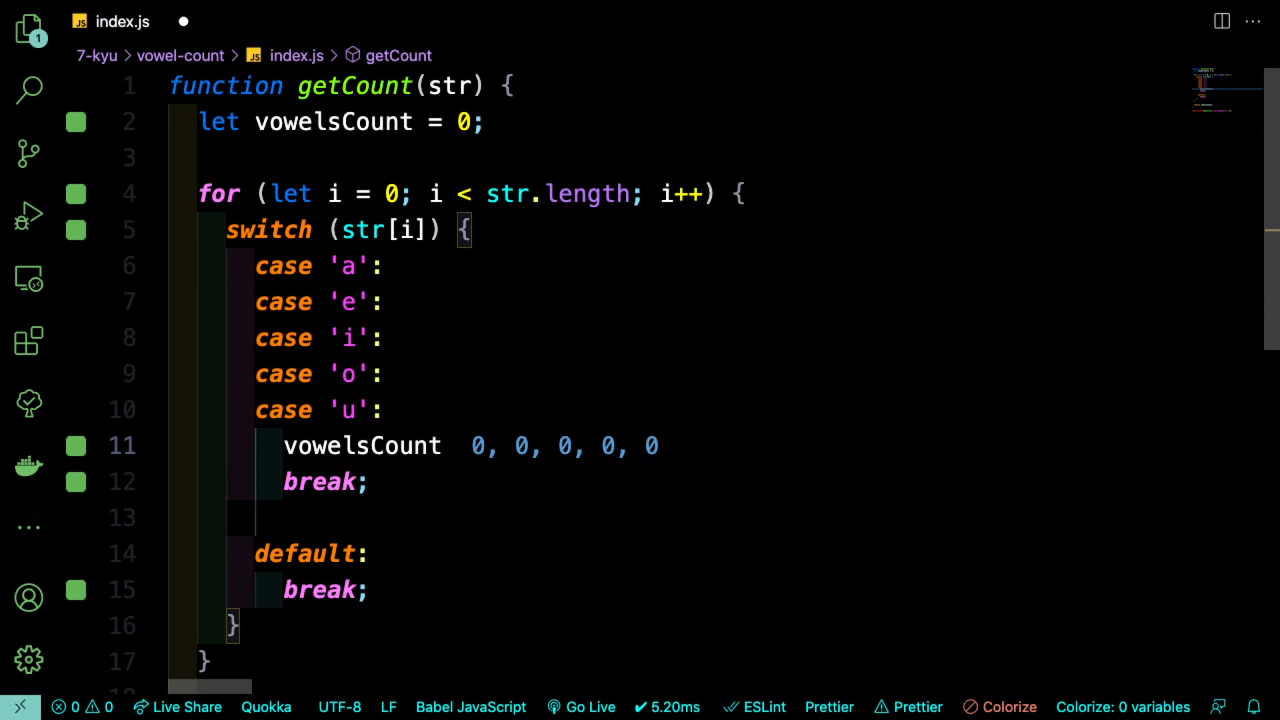 1
JS index.js
7-kyu > vowel-count > JS index.js > getCount
1 function getCount(str) {
2 let vowelsCount = 0;
3
4 for (let i = 0; i < str.length; i++) {
5 switch (str[i]) {
6 case 'a':
7 case 'e':
8 case 'i':
9 case 'o':
10 case 'u':
11 vowelsCount 0, 0, 0, 0, 0
12 break;
13
14 default:
15 break;
16 }
17 }
0 0 Live Share Quokka UTF-8 LF Babel JavaScript Go Live ✔ 5.20ms ESLint Prettier Prettier Colorize Colorize: 0 variables